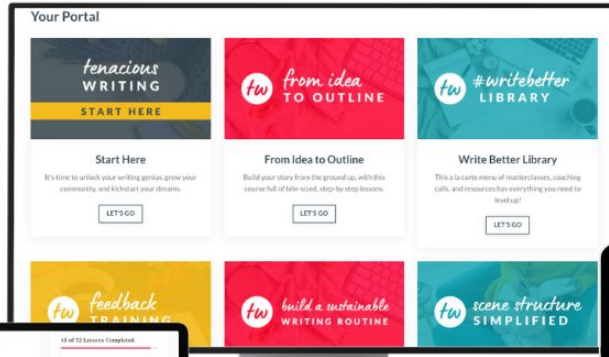 Your Portal
tenacious
WRITING
START HERE
tw
from idea
TO OUTLINE
tw
#writebetter
LIBRARY
Start Here
It's time to unlock your writing genius, grow your
community, and kickstart your dreams.
LET'S GO
From Idea to Outline
Build your story from the ground up, with this
course full of bite-sized, step-by-step lessons.
LET'S GO
Write Better Library
This a la carte menu of masterclasses, coaching
calls, and resources has everything you need to
level up!
LET'S GO
tw
feedback
TRAINING
tw
build a sustainable
WRITING ROUTINE
tw
scene structure
SIMPLIFIED
of 52 Lessons Completed